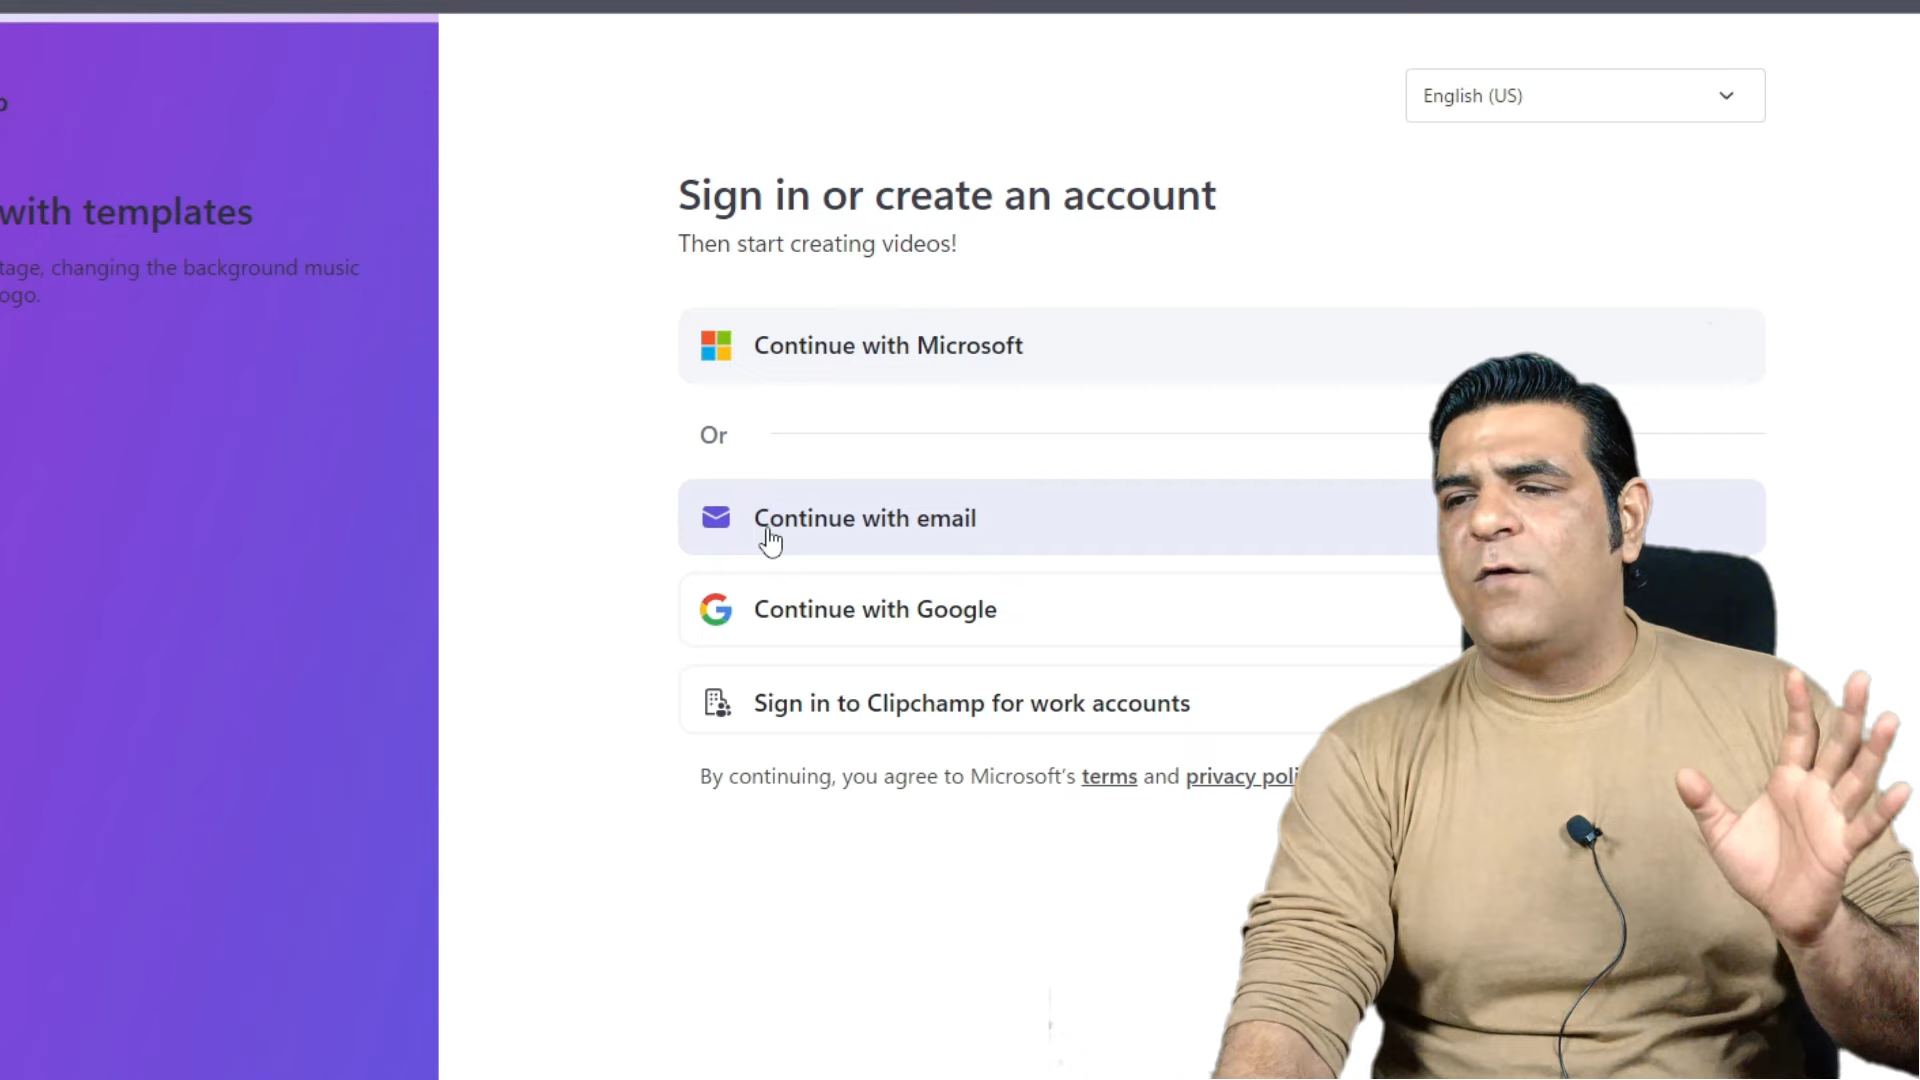 English (US)
with templates
changing the background music
Sign in or create an account
Then start creating videos!
Continue with Microsoft
Or
Continue with email
Continue with Google
Sign in to Clipchamp for work accounts
By continuing, you agree to Microsoft's terms and privacy